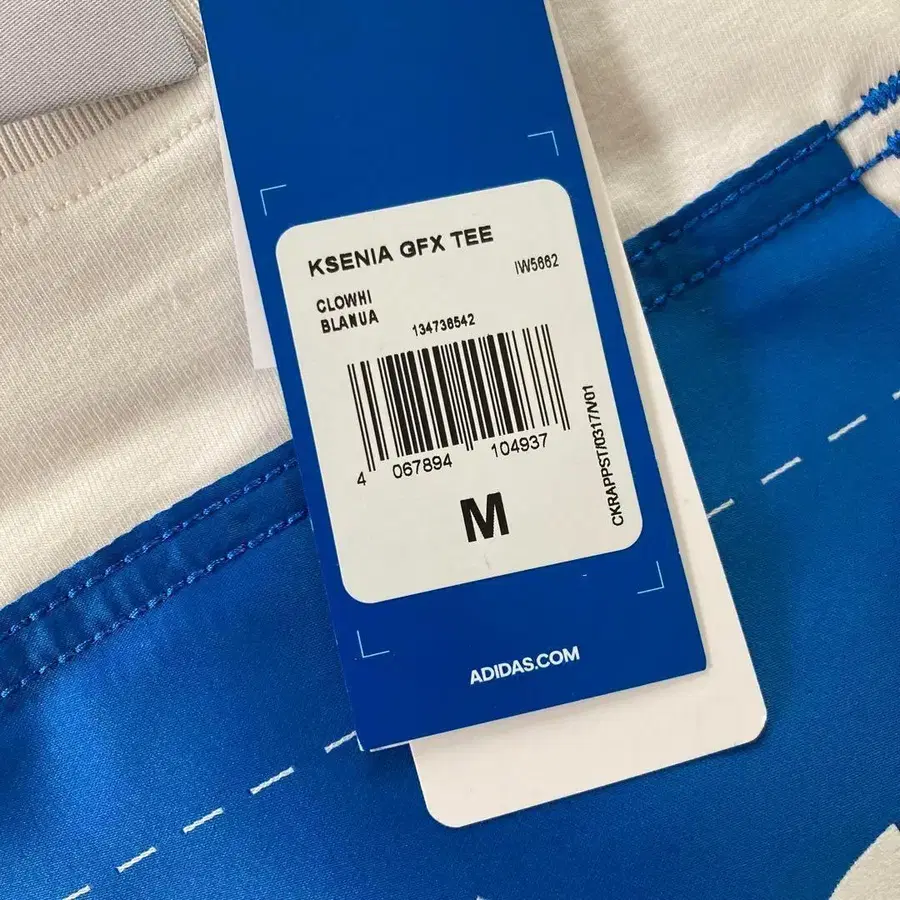 KSENIA GFX TEE
IW5662
CLOWHI
BLANUA
134736542
4 067894 104937
M
CKRAPPST/0317/V01
ADIDAS.COM